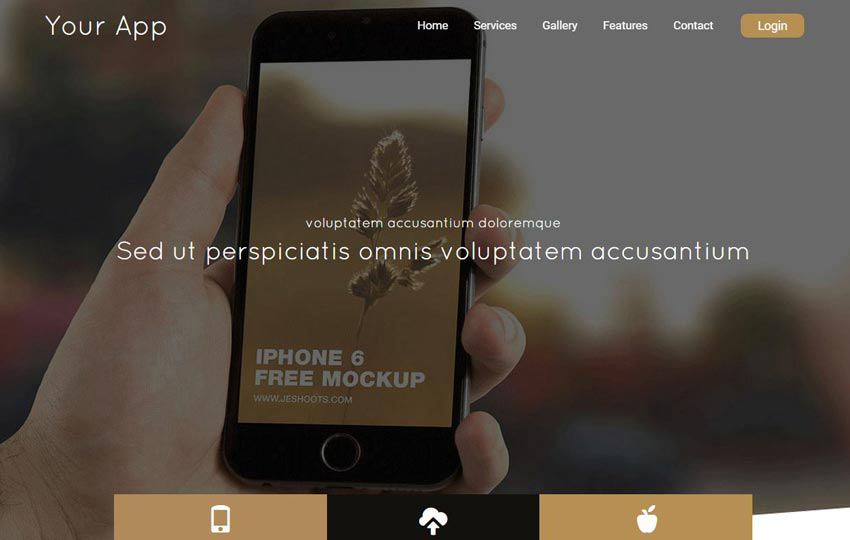 Your App
Home Services Gallery Features Contact Login
voluptatem accusantium doloremque
Sed ut perspiciatis omnis voluptatem accusantium
IPHONE 6
FREE MOCKUP
WWW.JESHOOTS.COM